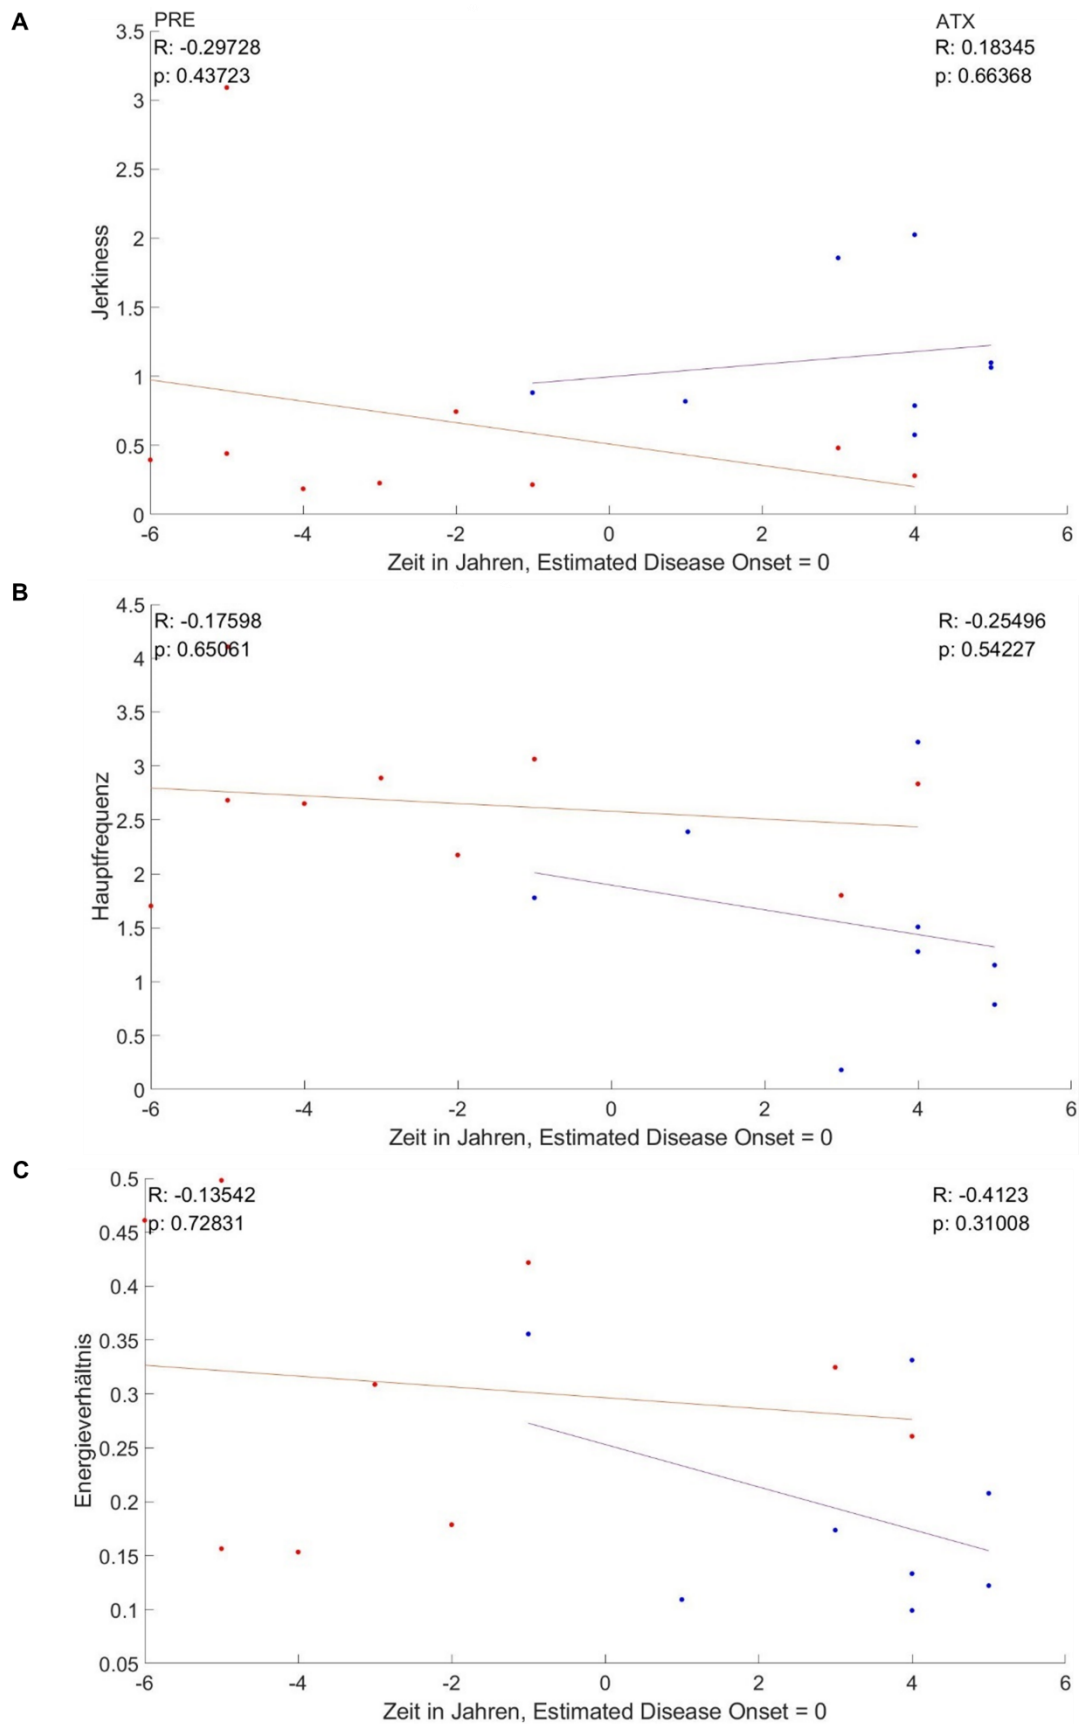 A
PRE
R: -0.29728
p: 0.43723
ATX
R: 0.18345
p: 0.66368
3.5
3
2.5
2
1.5
1
0.5
0
Jerkiness
-6 -4 -2 0 2 4 6
Zeit in Jahren, Estimated Disease Onset = 0
B
R: -0.17598
p: 0.65061
R: -0.25496
p: 0.54227
4.5
4
3.5
3
2.5
2
1.5
1
0.5
0
Hauptfrequenz
-6 -4 -2 0 2 4 6
Zeit in Jahren, Estimated Disease Onset = 0
C
R: -0.13542
p: 0.72831
R: -0.4123
p: 0.31008
0.5
0.45
0.4
0.35
0.3
0.25
0.2
0.15
0.1
0.05
Energieverhältnis
-6 -4 -2 0 2 4 6
Zeit in Jahren, Estimated Disease Onset = 0